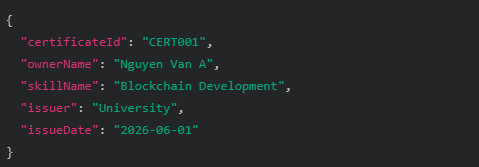 {
"certificateId": "CERT001",
"ownerName": "Nguyen Van A",
"skillName": "Blockchain Development",
"issuer": "University",
"issueDate": "2026-06-01"
}